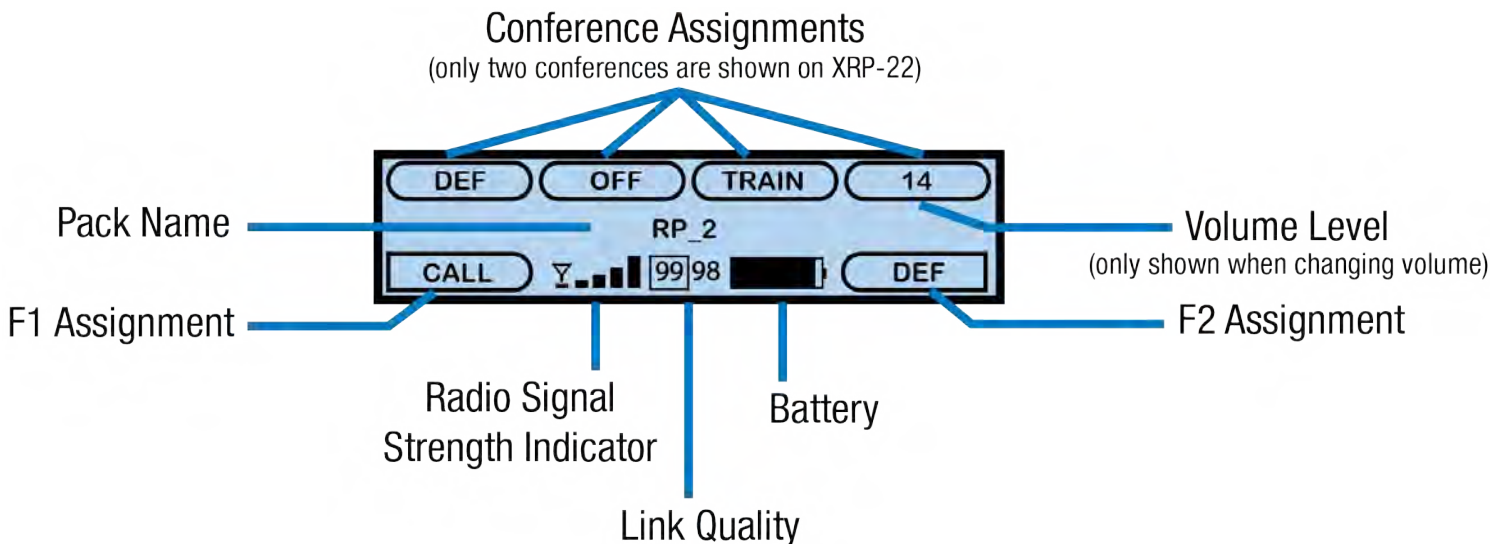 Conference Assignments
(only two conferences are shown on XRP-22)
DEF OFF TRAIN 14
Pack Name
RP_2
Volume Level
(only shown when changing volume)
CALL 99 98 DEF
F1 Assignment
F2 Assignment
Radio Signal
Strength Indicator
Battery
Link Quality